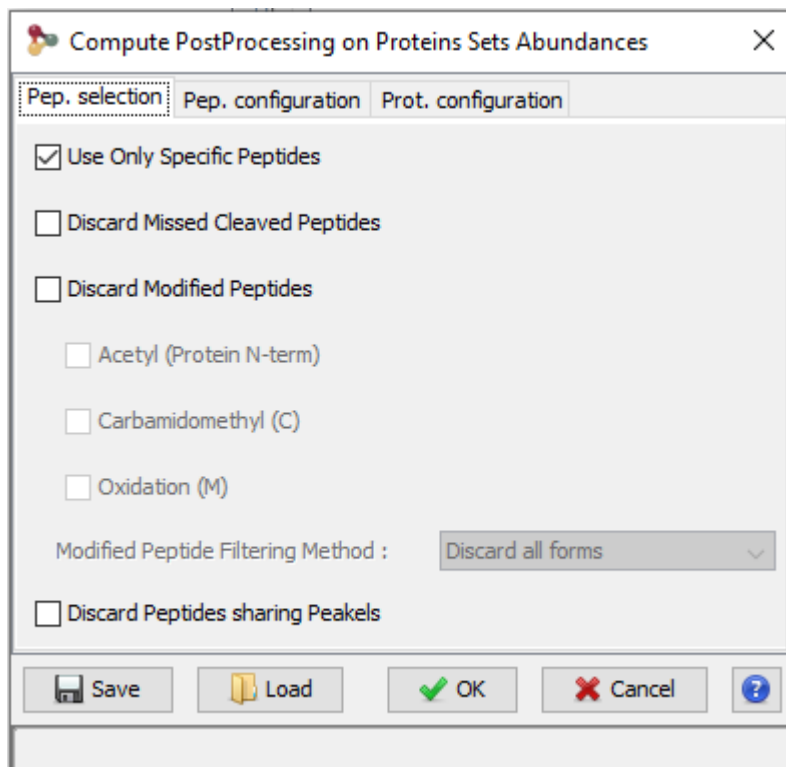 Compute PostProcessing on Proteins Sets Abundances
Pep. selection Pep. configuration Prot. configuration
Use Only Specific Peptides
Discard Missed Cleaved Peptides
Discard Modified Peptides
Acetyl (Protein N-term)
Carbamidomethyl (C)
Oxidation (M)
Modified Peptide Filtering Method : Discard all forms
Discard Peptides sharing Peakels
Save Load OK Cancel ?